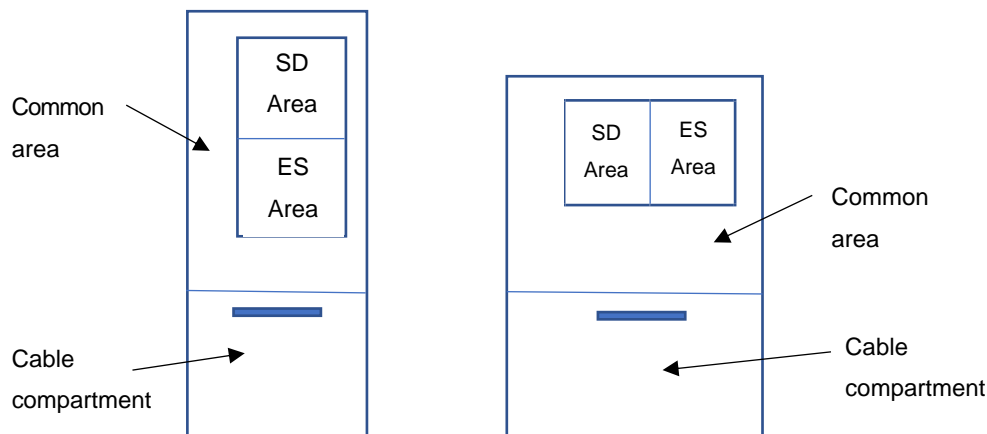 SD
Area
Common
area
ES
Area
Cable
compartment
SD
Area
ES
Area
Common
area
Cable
compartment